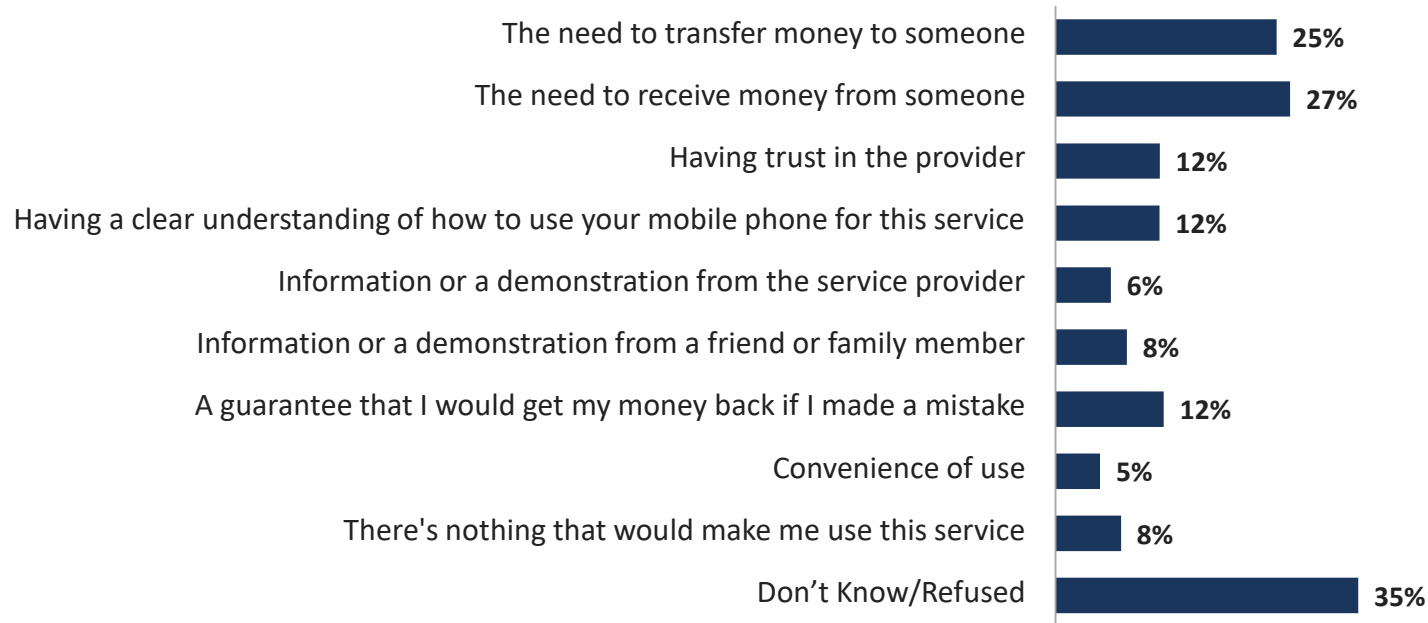 The need to transfer money to someone 25%
The need to receive money from someone 27%
Having trust in the provider 12%
Having a clear understanding of how to use your mobile phone for this service 12%
Information or a demonstration from the service provider 6%
Information or a demonstration from a friend or family member 8%
A guarantee that I would get my money back if I made a mistake 12%
Convenience of use 5%
There's nothing that would make me use this service 8%
Don’t Know/Refused 35%